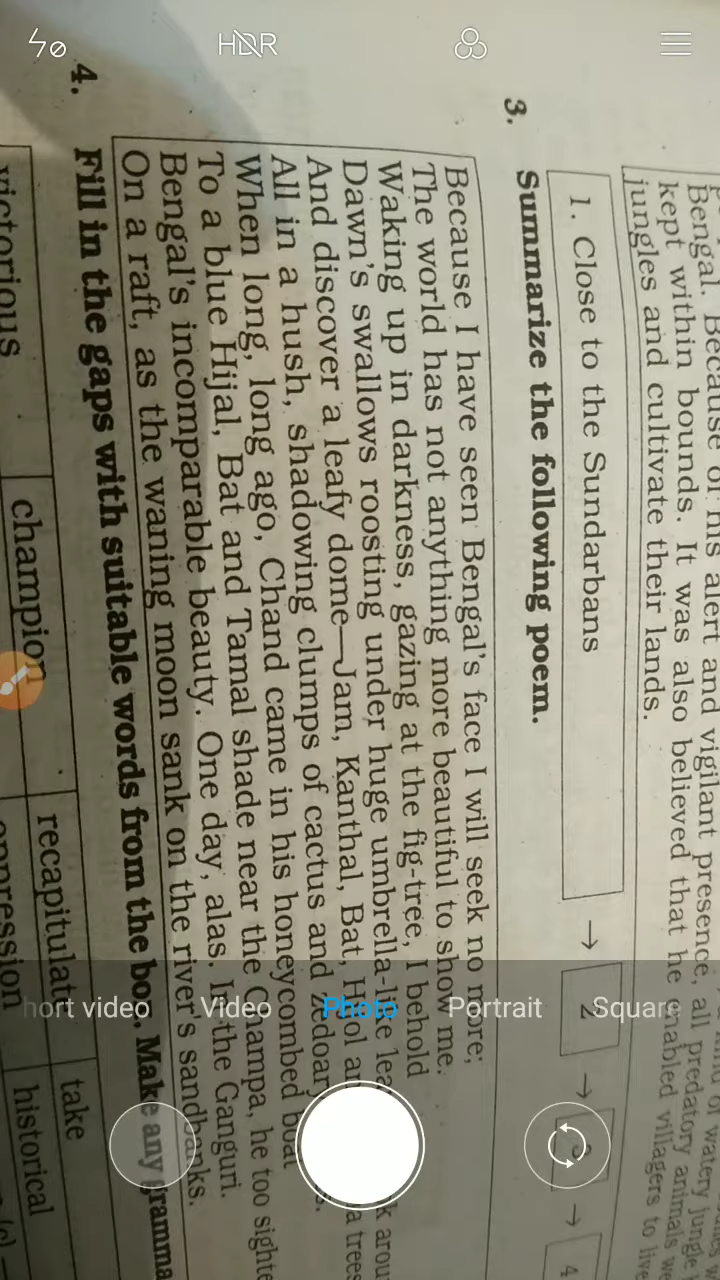 HDR
Bengal. Because of his alert and vigilant presence, all predatory animals
kept within bounds. It was also believed that he enabled villagers to live
jungles and cultivate their lands.
1. Close to the Sundarbans → 2 → → 4
3. Summarize the following poem.
Because I have seen Bengal's face I will seek no more;
The world has not anything more beautiful to show me.
Waking up in darkness, gazing at the fig-tree, I behold
Dawn's swallows roosting under huge umbrella-like
And discover a leafy dome—Jam, Kanthal, Bat, trees
All in a hush, shadowing clumps of cactus and zedoary
When long, long ago, Chand came in his honeycombed boat
To a blue Hijal, Bat and Tamal shade near the Champa, he too
Bengal's incomparable beauty. One day, alas. In the Ganguri.
On a raft, as the waning moon sank on the river's sandbanks.
4. Fill in the gaps with suitable words from the box. Make any
victorious champion recapitulate take
oppression historical
short video Video Photo Portrait Square